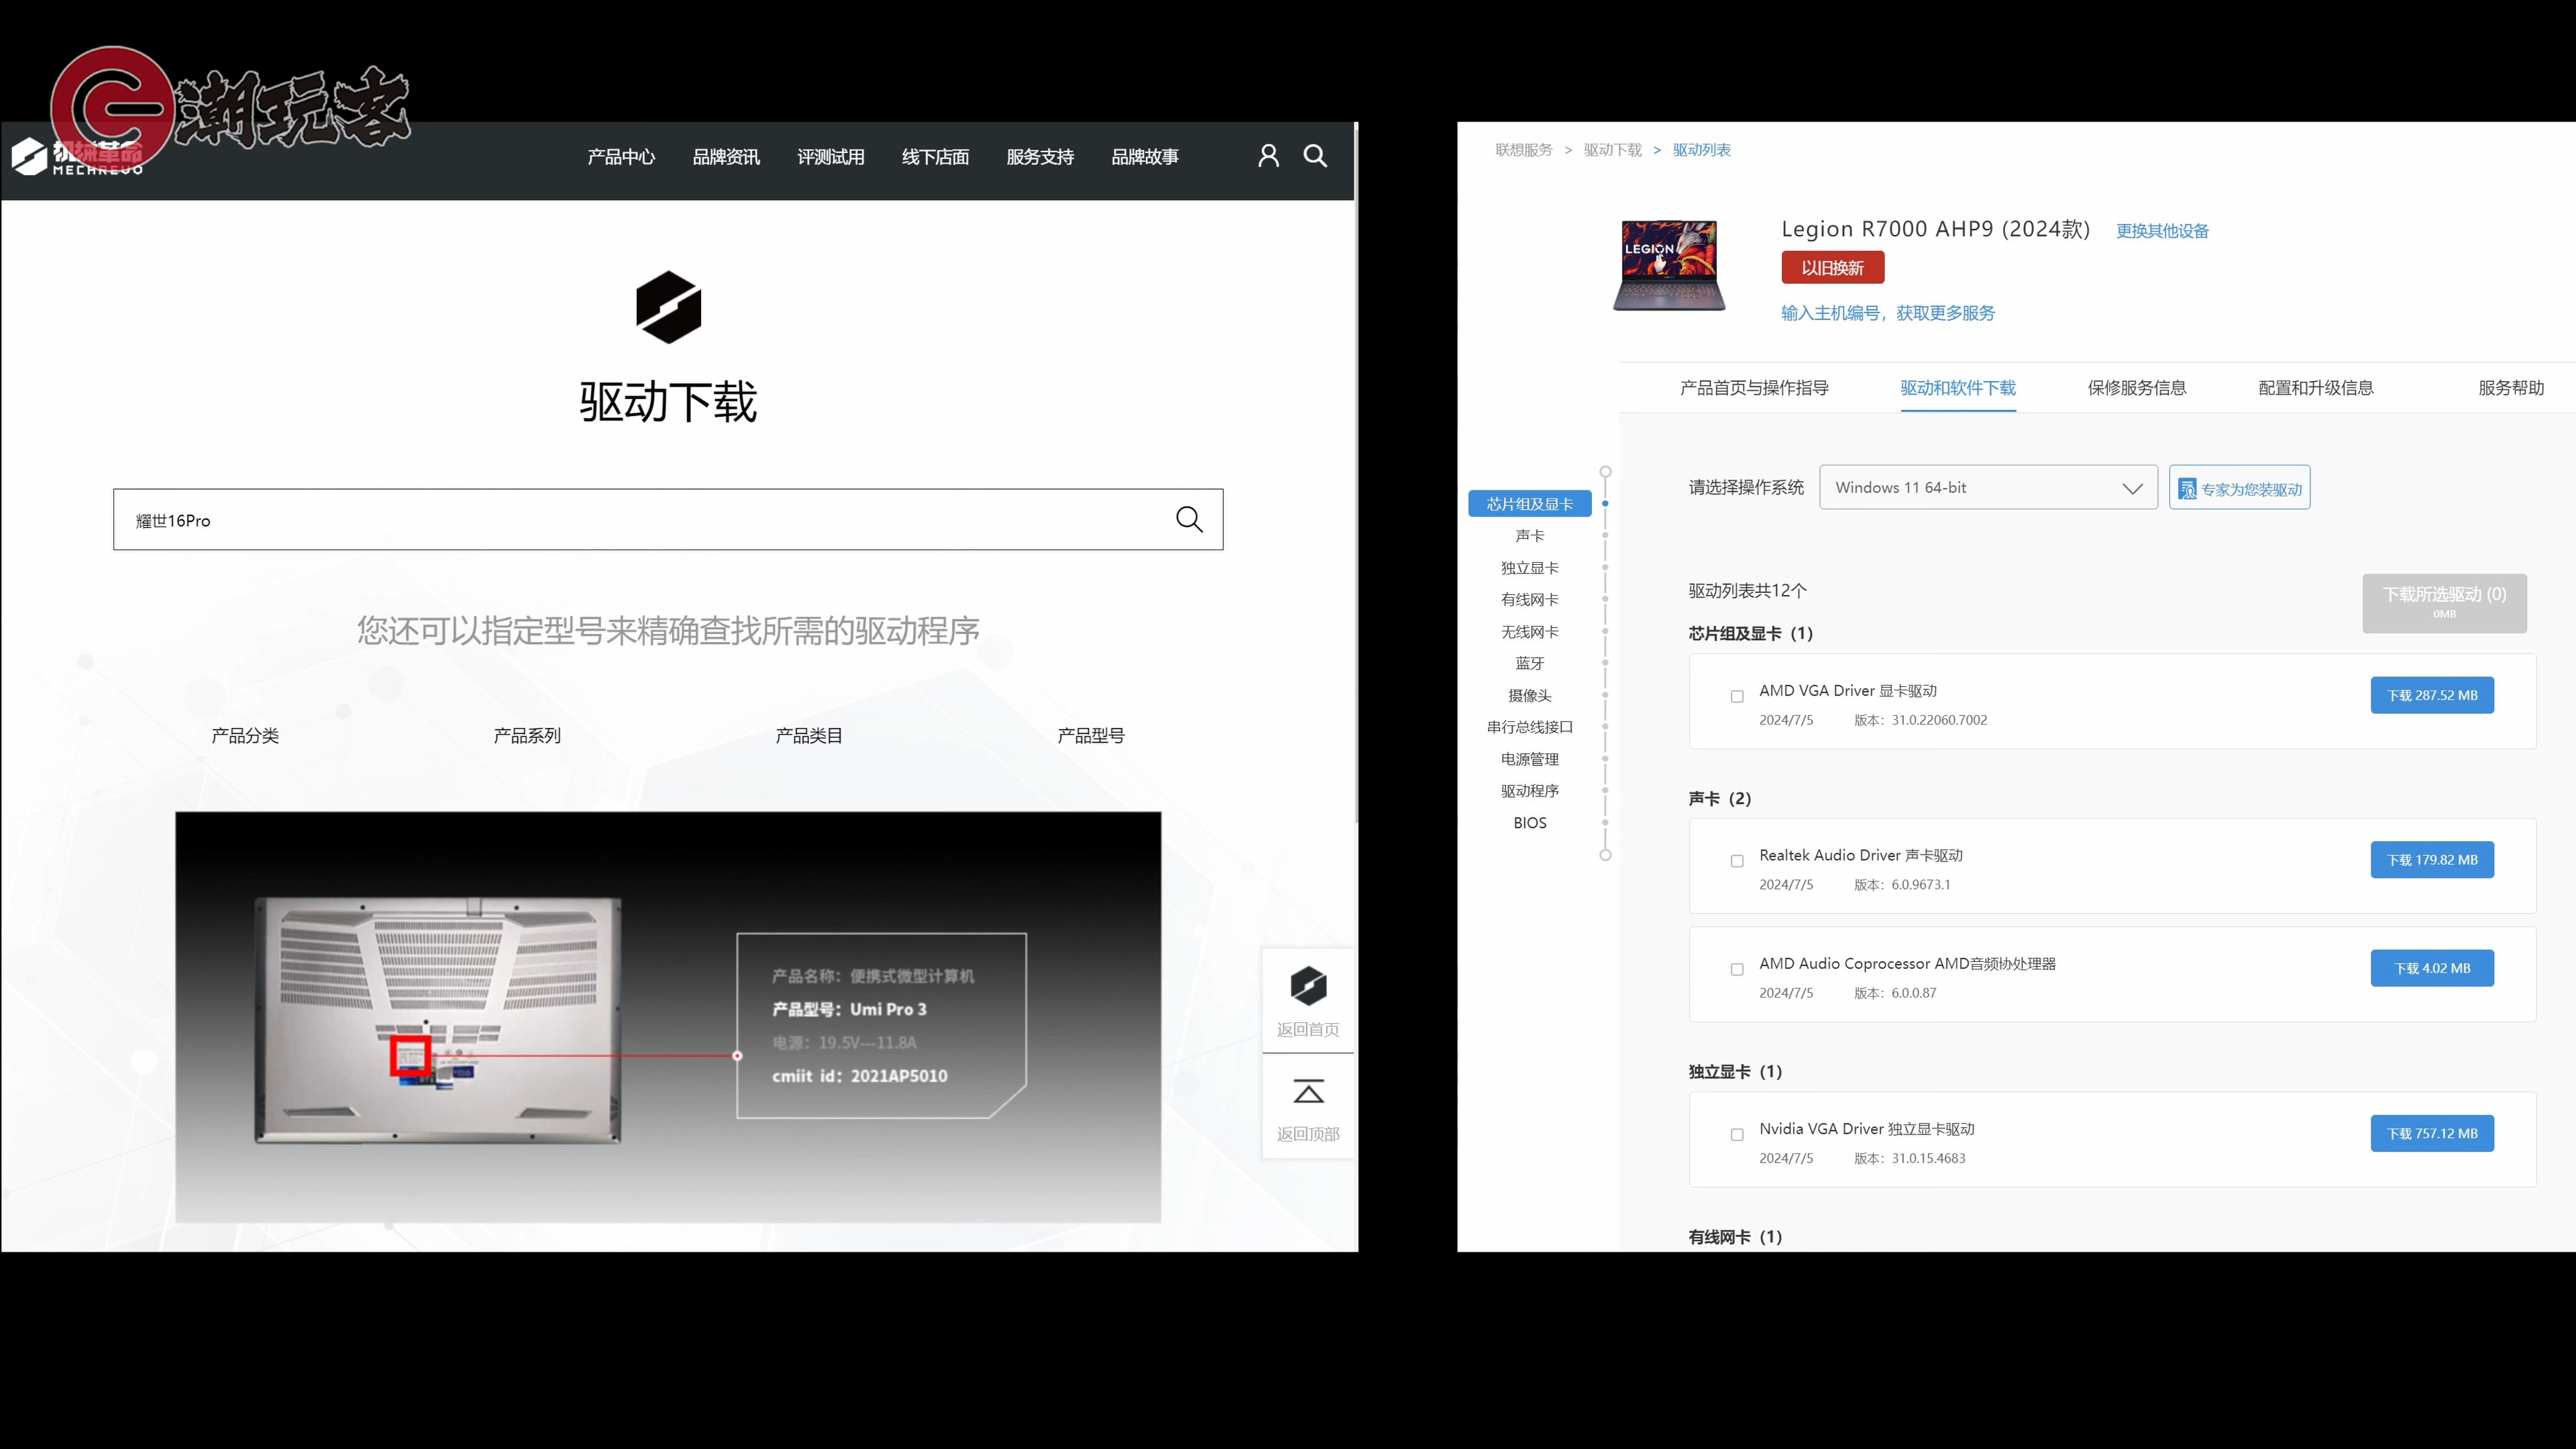 潮玩客
机械革命
MECHREVO
产品中心 品牌资讯 评测试用 线下店面 服务支持 品牌故事
驱动下载
耀世16Pro
您还可以指定型号来精确查找所需的驱动程序
产品分类 产品系列 产品类目 产品型号
产品名称：便携式微型计算机
产品型号：Umi Pro 3
电源：19.5V---11.8A
cmiit id：2021AP5010
返回首页
返回顶部
联想服务 > 驱动下载 > 驱动列表
LEGION
Legion R7000 AHP9 (2024款) 更换其他设备
以旧换新
输入主机编号，获取更多服务
产品首页与操作指导 驱动和软件下载 保修服务信息 配置和升级信息 服务帮助
芯片组及显卡
声卡
独立显卡
有线网卡
无线网卡
蓝牙
摄像头
串行总线接口
电源管理
驱动程序
BIOS
请选择操作系统 Windows 11 64-bit 专家为您装驱动
驱动列表共12个
下载所选驱动 (0)
0MB
芯片组及显卡（1）
AMD VGA Driver 显卡驱动
2024/7/5 版本：31.0.22060.7002
下载 287.52 MB
声卡（2）
Realtek Audio Driver 声卡驱动
2024/7/5 版本：6.0.9673.1
下载 179.82 MB
AMD Audio Coprocessor AMD音频协处理器
2024/7/5 版本：6.0.0.87
下载 4.02 MB
独立显卡（1）
Nvidia VGA Driver 独立显卡驱动
2024/7/5 版本：31.0.15.4683
下载 757.12 MB
有线网卡（1）